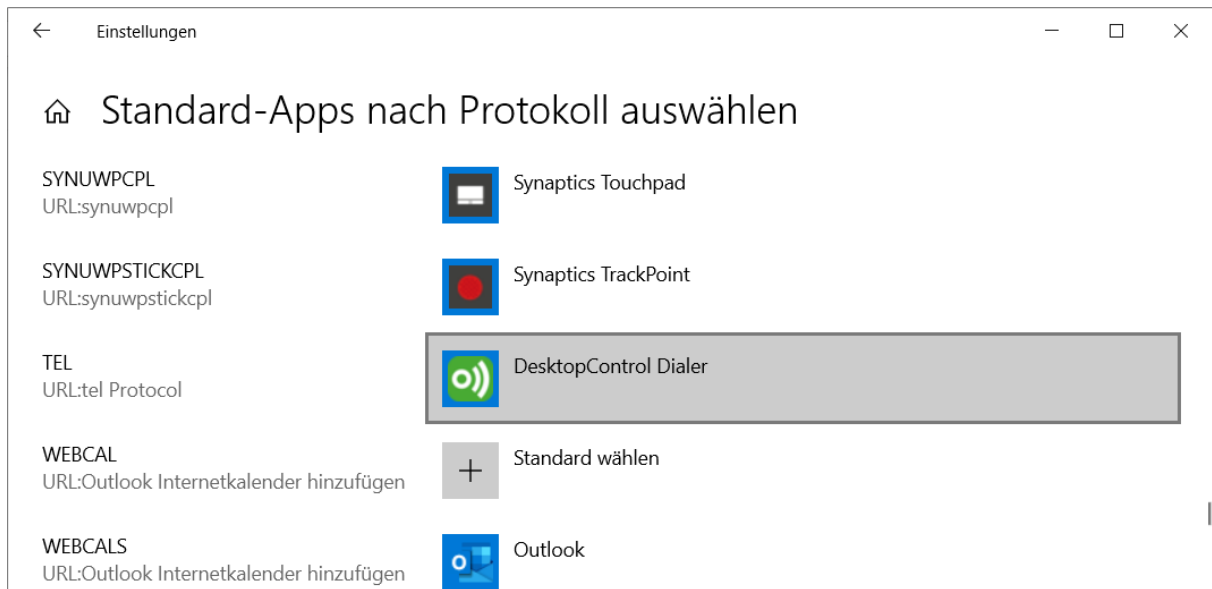 Einstellungen
Standard-Apps nach Protokoll auswählen
SYNUWPCPL
URL:synuwpcpl
Synaptics Touchpad
SYNUWPSTICKCPL
URL:synuwpstickcpl
Synaptics TrackPoint
TEL
URL:tel Protocol
DesktopControl Dialer
WEBCAL
URL:Outlook Internetkalender hinzufügen
Standard wählen
WEBCALS
URL:Outlook Internetkalender hinzufügen
Outlook